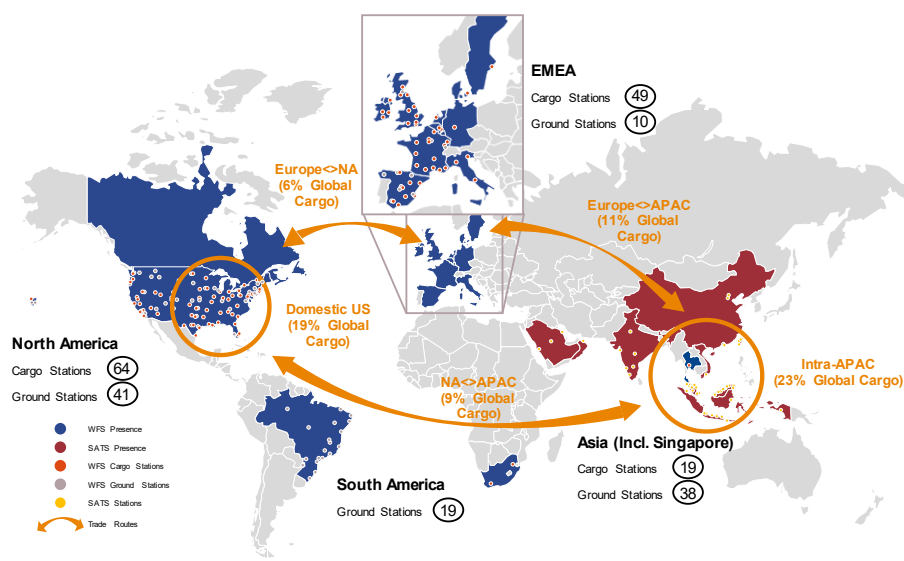 EMEA
Cargo Stations 49
Ground Stations 10
Europe<>NA
(6% Global
Cargo)
Europe<>APAC
(11% Global
Cargo)
Domestic US
(19% Global
Cargo)
North America
Cargo Stations 64
Ground Stations 41
Intra-APAC
(23% Global Cargo)
NA<>APAC
(9% Global
Cargo)
WFS Presence
SATS Presence
WFS Cargo Stations
WFS Ground Stations
SATS Stations
Trade Routes
South America
Ground Stations 19
Asia (Incl. Singapore)
Cargo Stations 19
Ground Stations 38